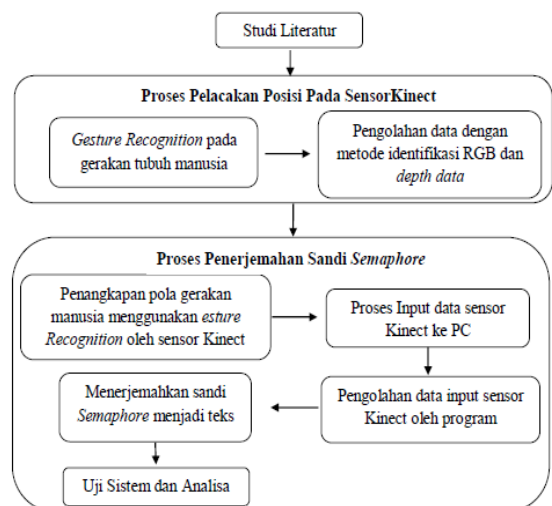 Studi Literatur
Proses Pelacakan Posisi Pada SensorKinect
Gesture Recognition pada
gerakan tubuh manusia
Pengolahan data dengan
metode identifikasi RGB dan
depth data
Proses Penerjemahan Sandi Semaphore
Penangkapan pola gerakan
manusia menggunakan esture
Recognition oleh sensor Kinect
Proses Input data sensor
Kinect ke PC
Pengolahan data input sensor
Kinect oleh program
Menerjemahkan sandi
Semaphore menjadi teks
Uji Sistem dan Analisa